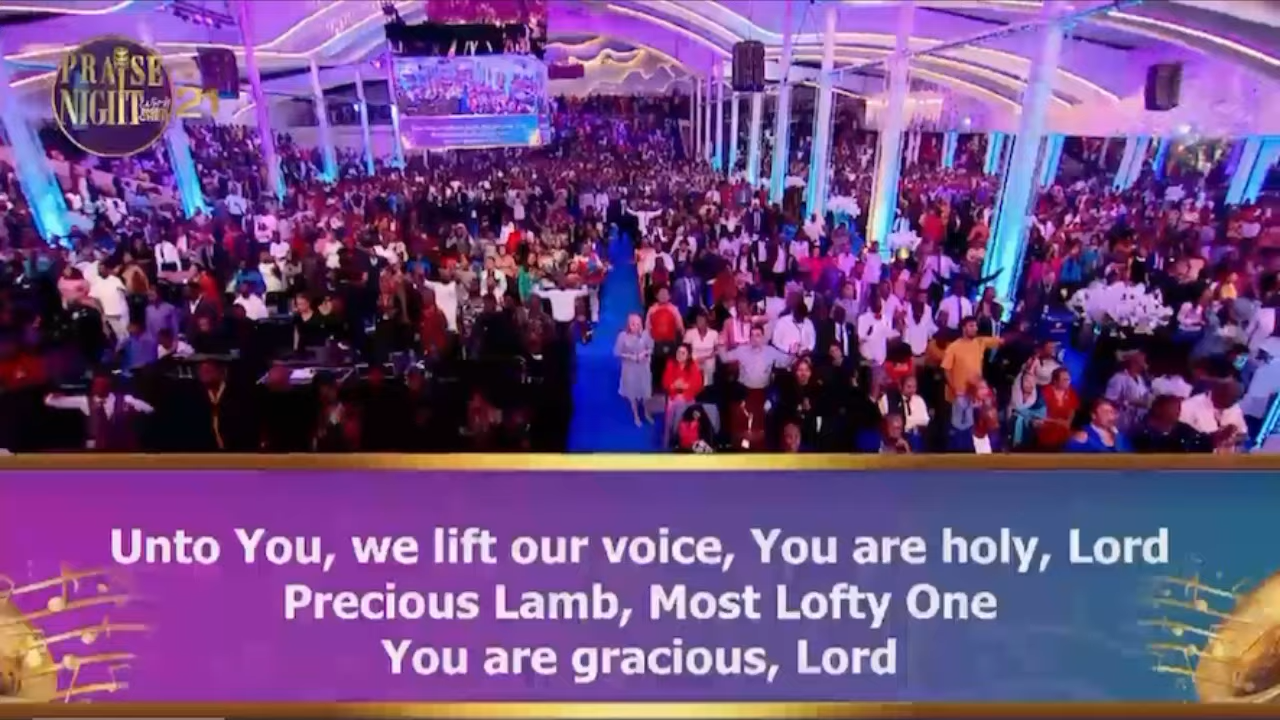 PRAISE
NIGHT
21
Unto You, we lift our voice, You are holy, Lord
Precious Lamb, Most Lofty One
You are gracious, Lord